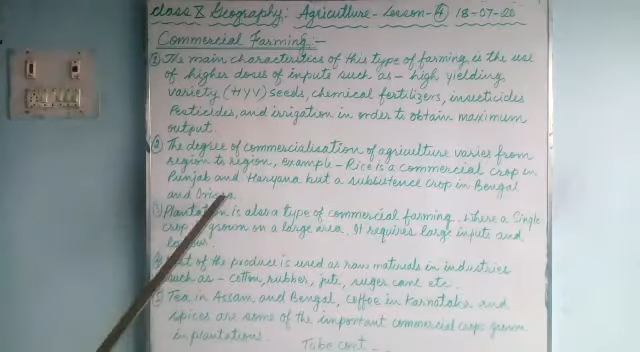 class X Geography: Agriculture - Lesson - 4 18-07-20
Commercial Farming :-
① The main characteristics of this type of farming is the use
of higher doses of inputs such as - high yielding
variety (HYV) seeds, chemical fertilizers, insecticides
Pesticides, and irrigation in order to obtain maximum
output.
② The degree of commercialisation of agriculture varies from
region to region, Example - Rice is a commercial crop in
Punjab and Haryana but a subsistence crop in Bengal
and
③ Plantation is also a type of commercial farming. Where a Single
crop grown on a large area. It requires large inputs and
④ of the produce is used as raw materials in industries
such as - cotton, rubber, jute, suger cane etc.
⑤ Tea in Assam and Bengal, coffee in Karnataka and
spices are some of the important commercial crops grown
in plantations.
To be cont -